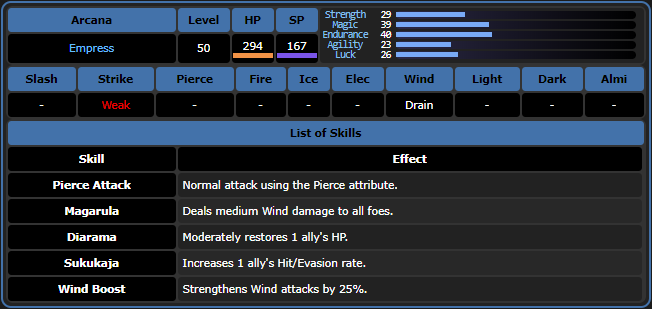 Arcana Level HP SP
Empress 50 294 167
Strength 29
Magic 39
Endurance 40
Agility 23
Luck 26
Slash Strike Pierce Fire Ice Elec Wind Light Dark Almi
- Weak - - - - Drain - - -
List of Skills
Skill Effect
Pierce Attack Normal attack using the Pierce attribute.
Magarula Deals medium Wind damage to all foes.
Diarama Moderately restores 1 ally's HP.
Sukukaja Increases 1 ally's Hit/Evasion rate.
Wind Boost Strengthens Wind attacks by 25%.